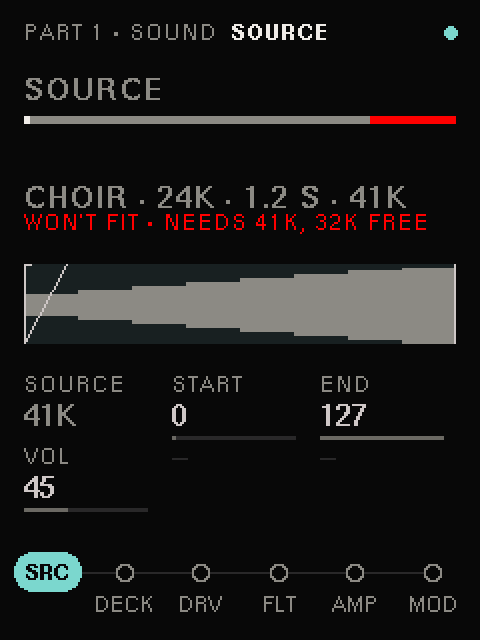 PART 1 · SOUND SOURCE
SOURCE
CHOIR · 24K · 1.2 S · 41K
WON'T FIT · NEEDS 41K, 32K FREE
SOURCE START END
41K 0 127
VOL — —
45
SRC
DECK DRV FLT AMP MOD